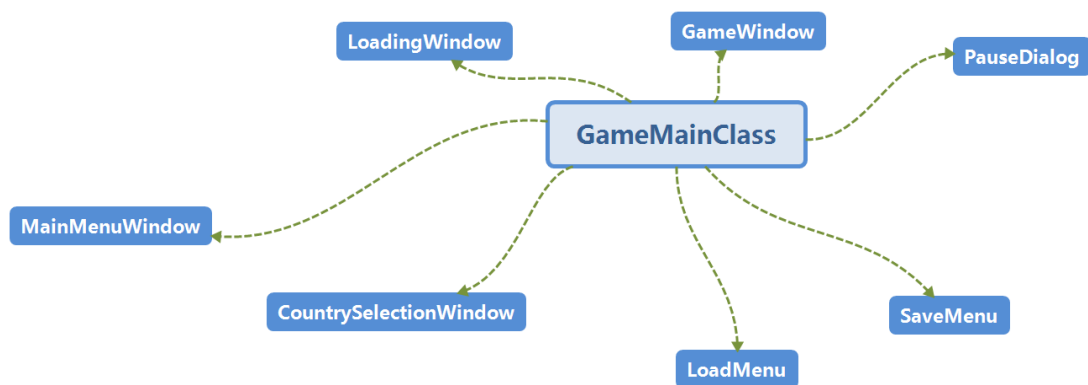 GameWindow
LoadingWindow
PauseDialog
GameMainClass
MainMenuWindow
CountrySelectionWindow
SaveMenu
LoadMenu